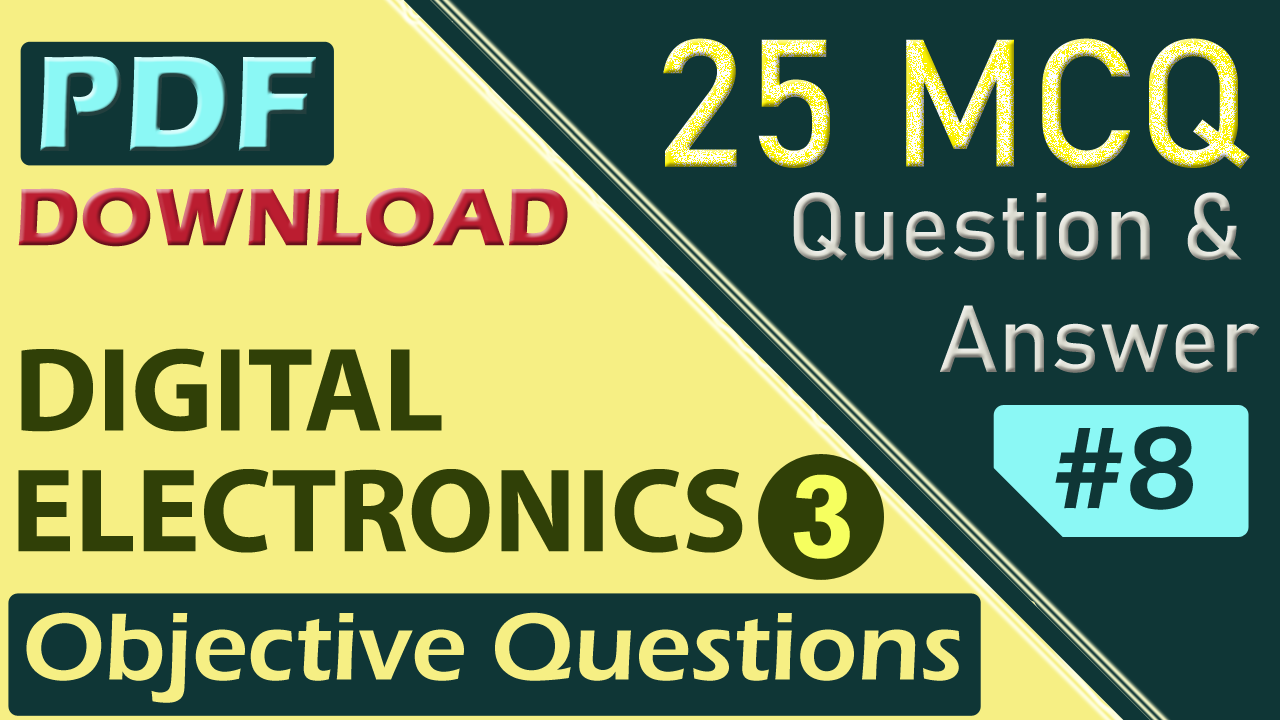 PDF
DOWNLOAD
DIGITAL
ELECTRONICS 3
Objective Questions
25 MCQ
Question &
Answer
#8